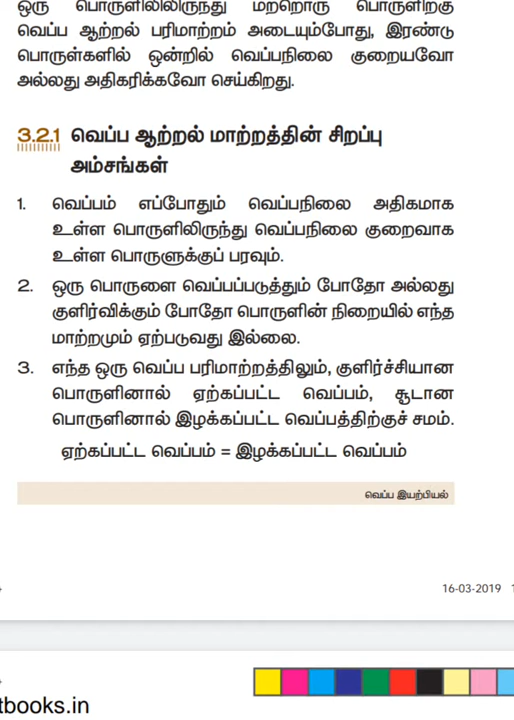 ஒரு பொருளிலிலிருந்து மற்றொரு பொருளிற்கு
வெப்ப ஆற்றல் பரிமாற்றம் அடையும்போது, இரண்டு
பொருள்களில் ஒன்றில் வெப்பநிலை குறையவோ
அல்லது அதிகரிக்கவோ செய்கிறது.
3.2.1 வெப்ப ஆற்றல் மாற்றத்தின் சிறப்பு
அம்சங்கள்
1. வெப்பம் எப்போதும் வெப்பநிலை அதிகமாக
உள்ள பொருளிலிருந்து வெப்பநிலை குறைவாக
உள்ள பொருளுக்குப் பரவும்.
2. ஒரு பொருளை வெப்பப்படுத்தும் போதோ அல்லது
குளிர்விக்கும் போதோ பொருளின் நிறையில் எந்த
மாற்றமும் ஏற்படுவது இல்லை.
3. எந்த ஒரு வெப்ப பரிமாற்றத்திலும், குளிர்ச்சியான
பொருளினால் ஏற்கப்பட்ட வெப்பம், சூடான
பொருளினால் இழக்கப்பட்ட வெப்பத்திற்குச் சமம்.
ஏற்கப்பட்ட வெப்பம் = இழக்கப்பட்ட வெப்பம்
வெப்ப இயற்பியல்
16-03-2019
tbooks.in